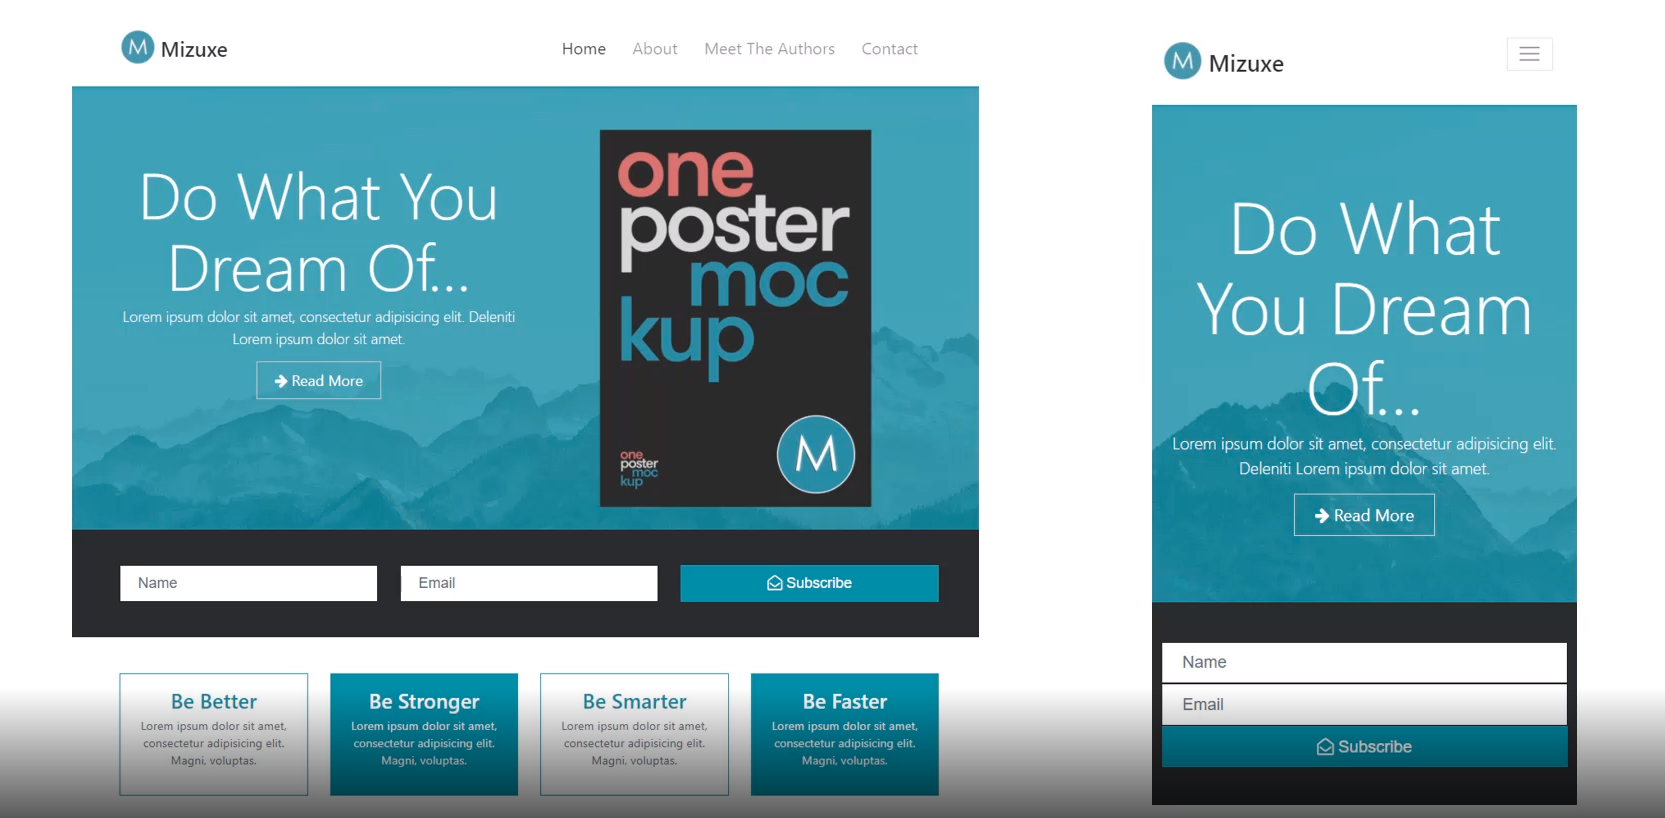 M Mizuxe
Home About Meet The Authors Contact
Do What You
Dream Of...
Lorem ipsum dolor sit amet, consectetur adipisicing elit. Deleniti
Lorem ipsum dolor sit amet.
Read More
one
poster
moc
kup
one
poster
moc
kup
M
Name
Email
Subscribe
Be Better
Lorem ipsum dolor sit amet,
consectetur adipisicing elit.
Magni, voluptas.
Be Stronger
Lorem ipsum dolor sit amet,
consectetur adipisicing elit.
Magni, voluptas.
Be Smarter
Lorem ipsum dolor sit amet,
consectetur adipisicing elit.
Magni, voluptas.
Be Faster
Lorem ipsum dolor sit amet,
consectetur adipisicing elit.
Magni, voluptas.
M Mizuxe
Do What
You Dream
Of...
Lorem ipsum dolor sit amet, consectetur adipisicing elit.
Deleniti Lorem ipsum dolor sit amet.
Read More
Name
Email
Subscribe